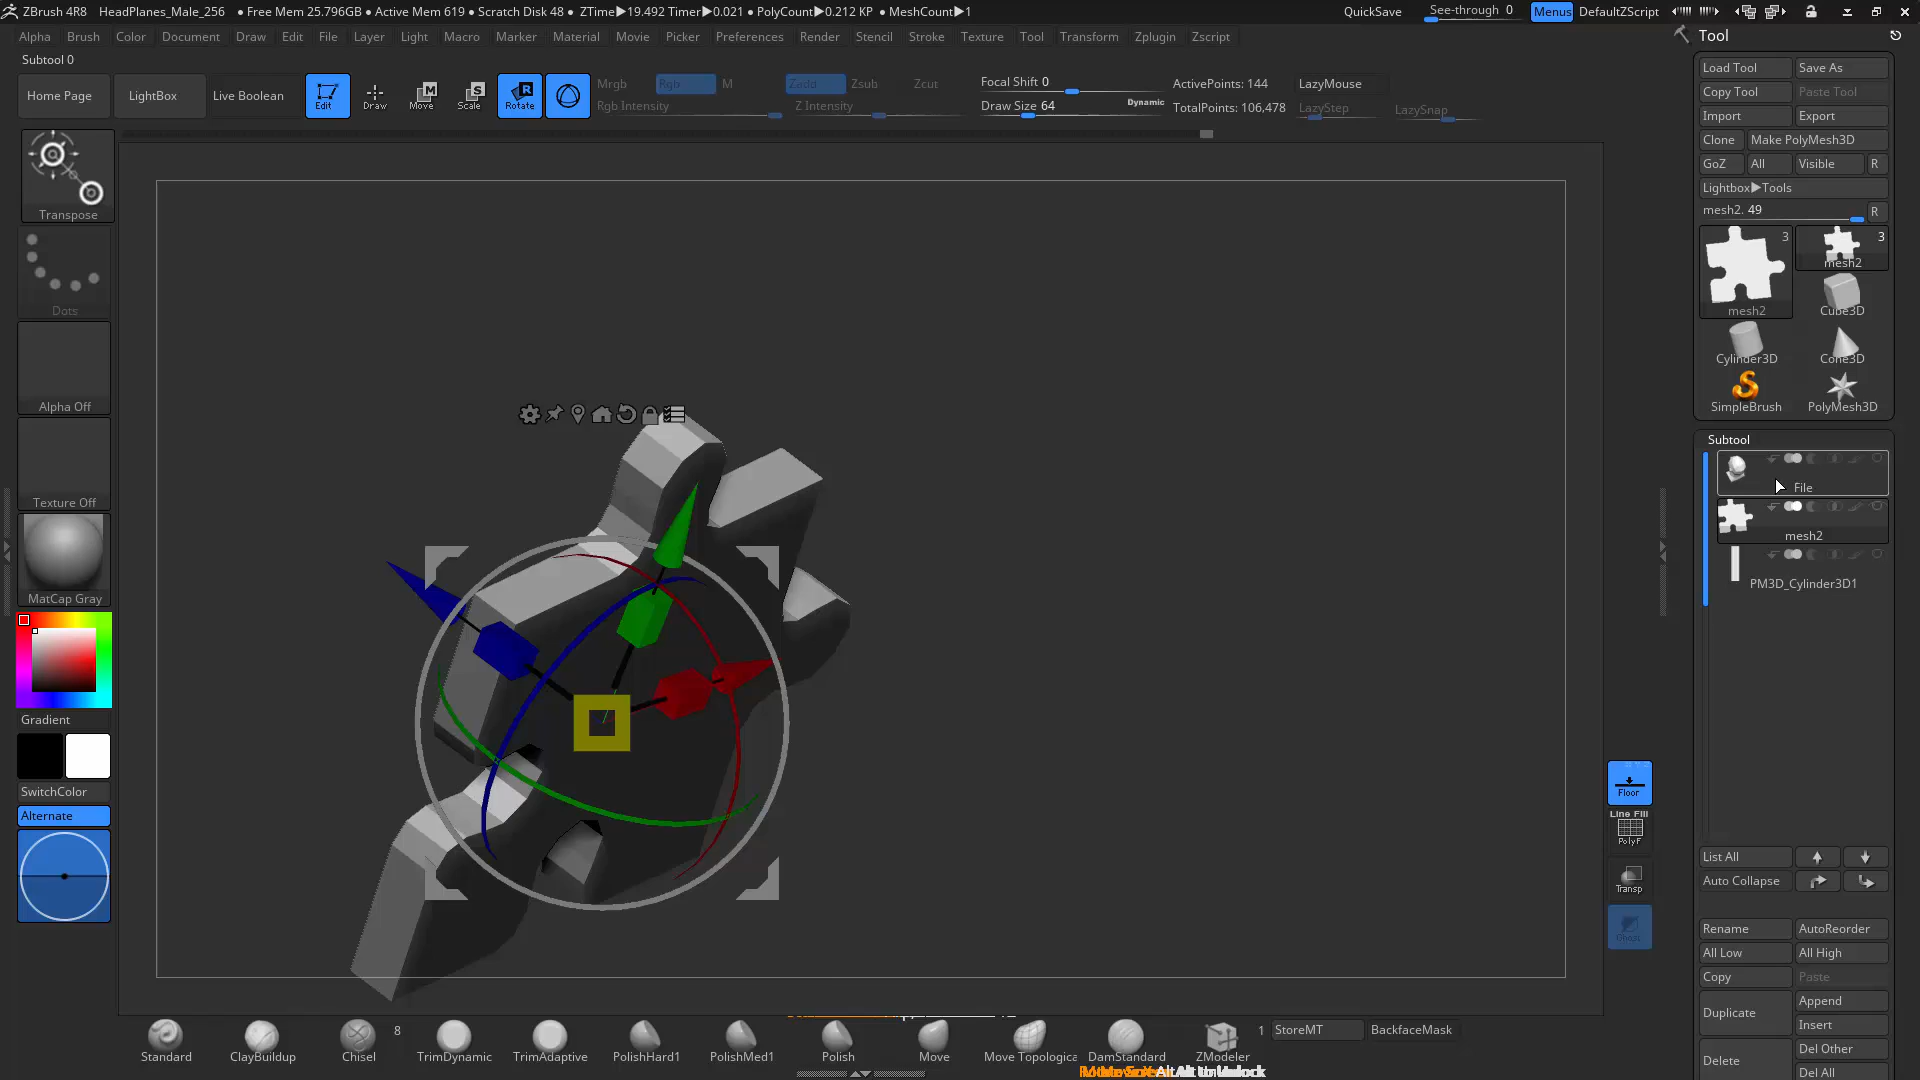 ZBrush 4R8 HeadPlanes_Male_256 ● Free Mem 25.796GB ● Active Mem 619 ● Scratch Disk 48 ● ZTime▶19.492 Timer▶0.021 ● PolyCount▶0.212 KP ● MeshCount▶1 QuickSave See-through 0 Menus DefaultZScript
Alpha Brush Color Document Draw Edit File Layer Light Macro Marker Material Movie Picker Preferences Render Stencil Stroke Texture Tool Transform Zplugin Zscript
Subtool 0
Home Page LightBox Live Boolean Edit Draw Move Scale Rotate
Mrgb Rgb M Zadd Zsub Zcut
Rgb Intensity Z Intensity
Focal Shift 0
Draw Size 64 Dynamic
ActivePoints: 144
TotalPoints: 106,478
LazyMouse
LazyStep LazySnap
Transpose
Dots
Alpha Off
Texture Off
MatCap Gray
Gradient
SwitchColor
Alternate
Floor
Line Fill
PolyF
Transp
Ghost
Standard ClayBuildup Chisel 8 TrimDynamic TrimAdaptive PolishHard1 PolishMed1 Polish Move Move Topologica DamStandard ZModeler 1 StoreMT BackfaceMask
Tool
Load Tool Save As
Copy Tool Paste Tool
Import Export
Clone Make PolyMesh3D
GoZ All Visible R
Lightbox▶Tools
mesh2. 49 R
3 3
mesh2 mesh2
Cube3D
Cylinder3D Cone3D
SimpleBrush PolyMesh3D
Subtool
File
mesh2
PM3D_Cylinder3D1
List All
Auto Collapse
Rename AutoReorder
All Low All High
Copy Paste
Duplicate Append
Insert
Delete Del Other
Del All